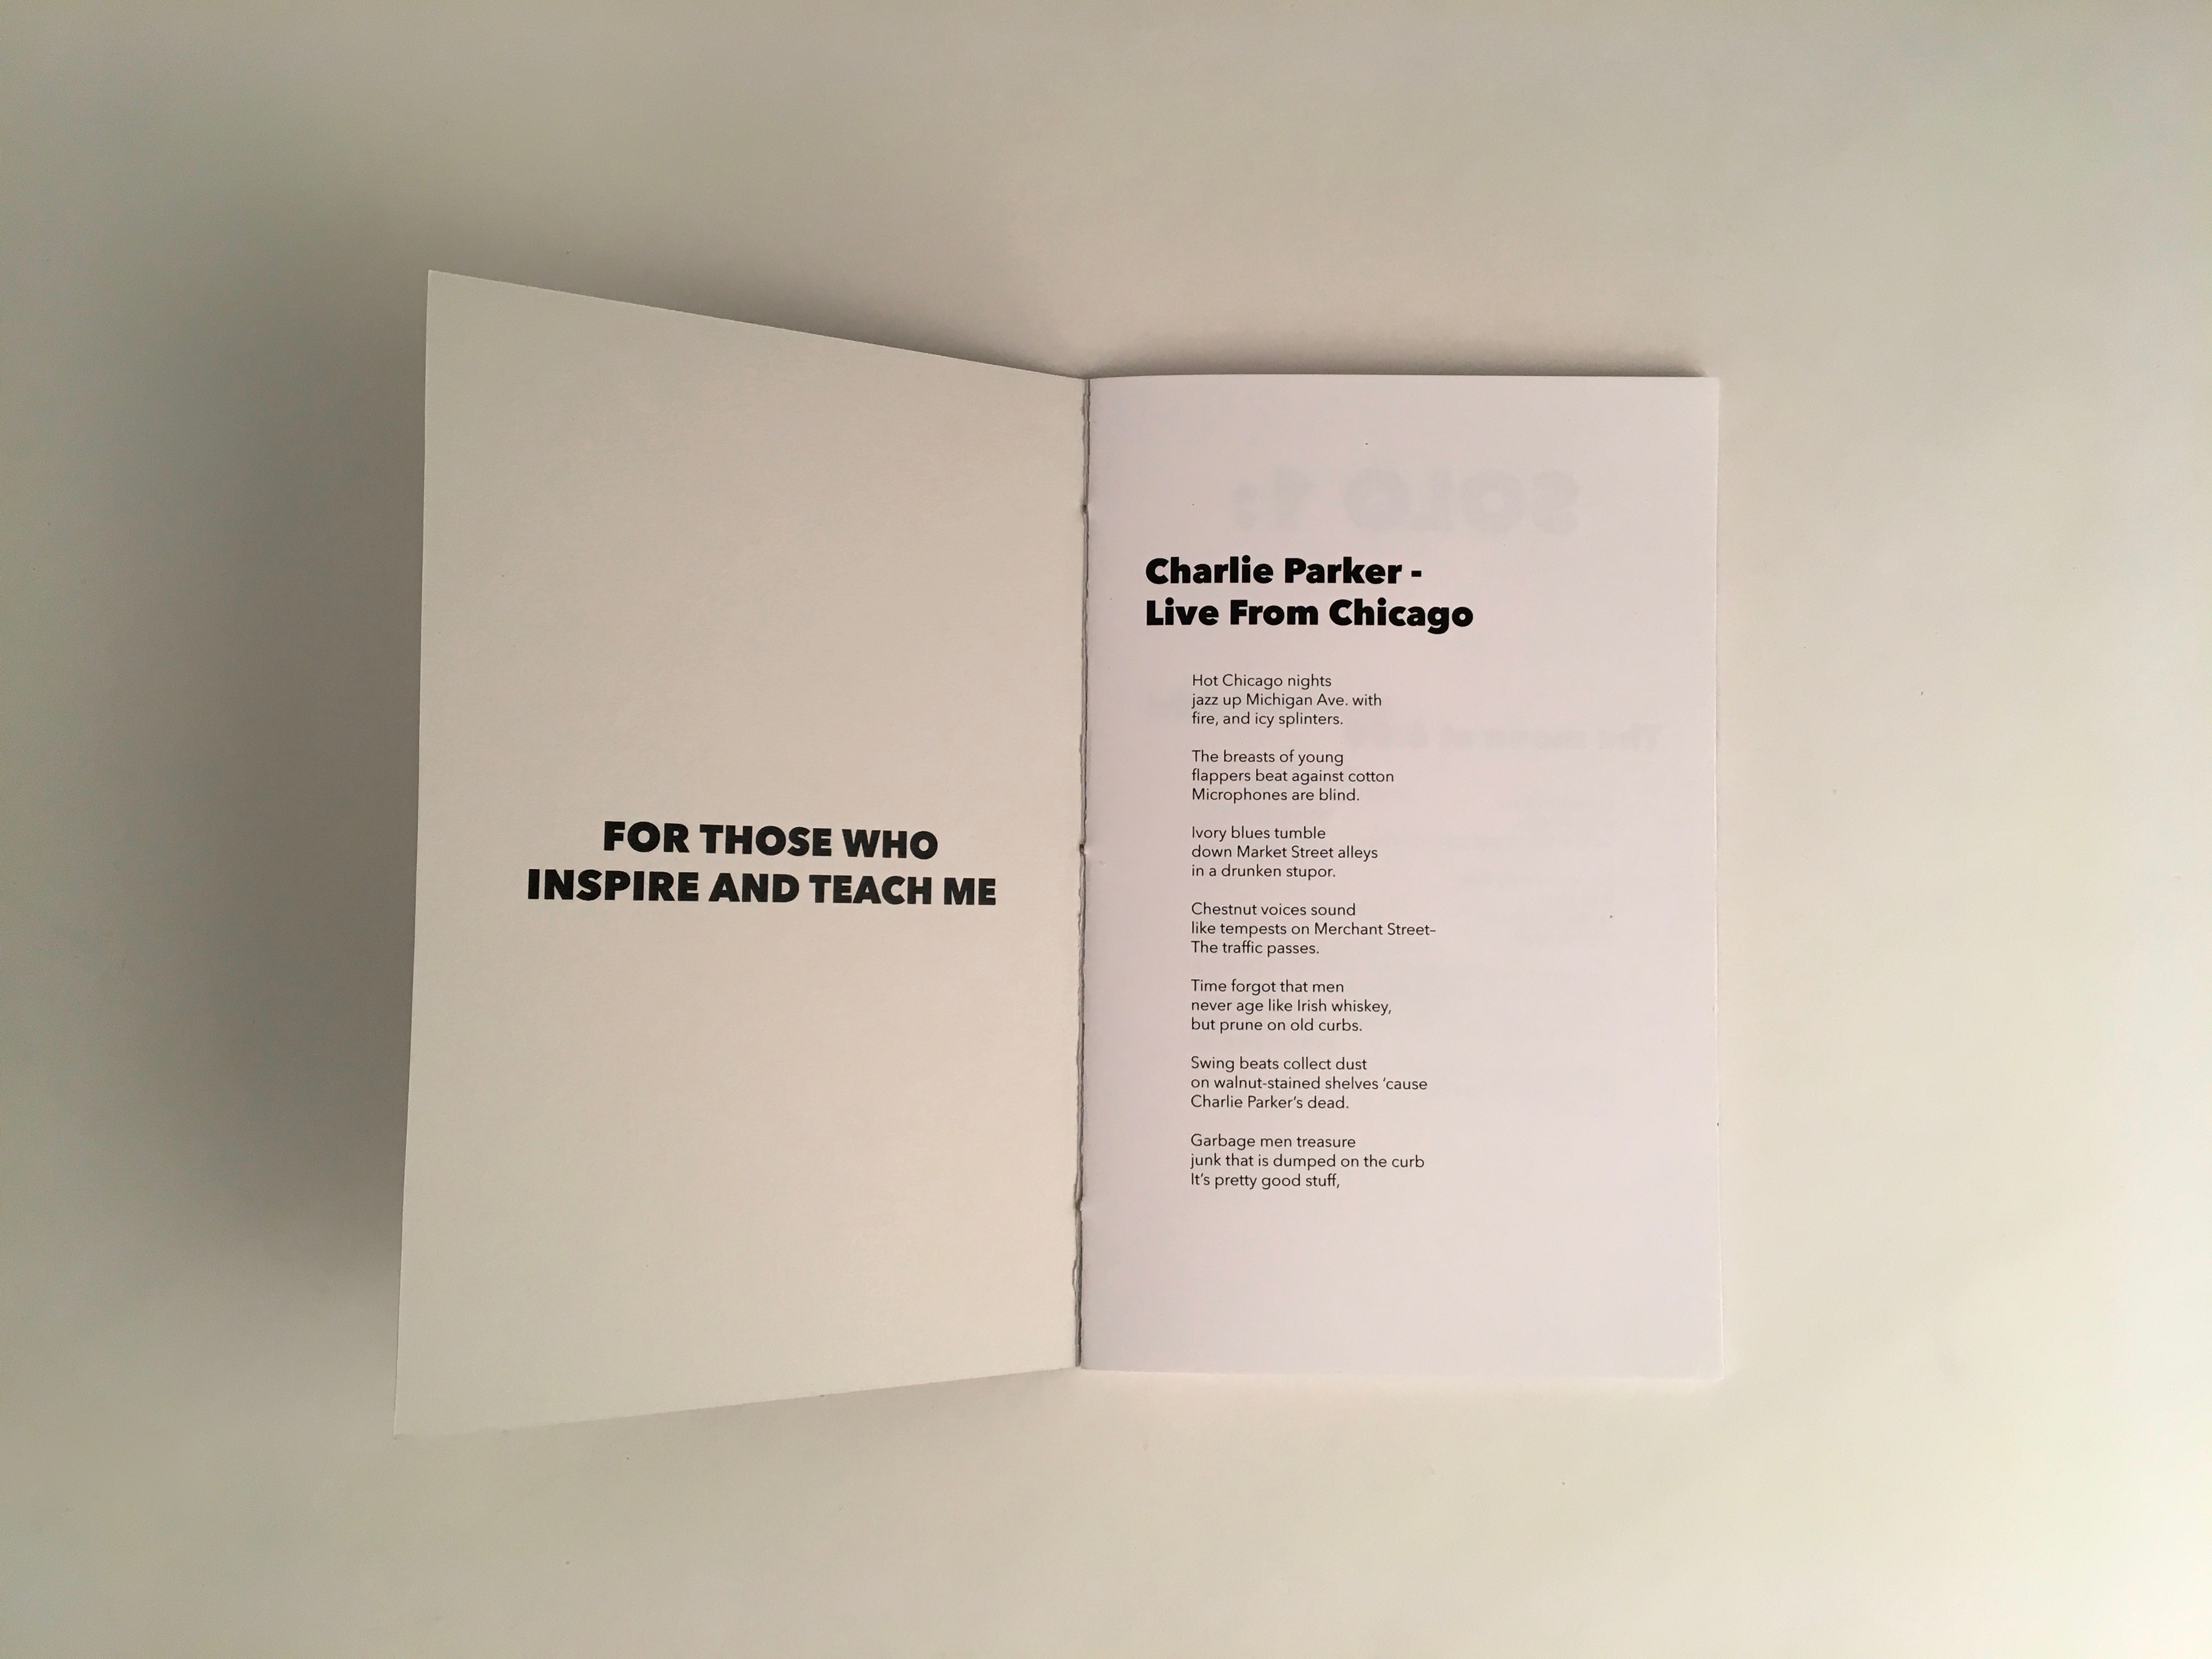 FOR THOSE WHO
INSPIRE AND TEACH ME
SOLO 1:
Charlie Parker -
Live From Chicago
Hot Chicago nights
jazz up Michigan Ave. with
fire, and icy splinters.
The breasts of young
flappers beat against cotton
Microphones are blind.
Ivory blues tumble
down Market Street alleys
in a drunken stupor.
Chestnut voices sound
like tempests on Merchant Street–
The traffic passes.
Time forgot that men
never age like Irish whiskey,
but prune on old curbs.
Swing beats collect dust
on walnut-stained shelves ‘cause
Charlie Parker’s dead.
Garbage men treasure
junk that is dumped on the curb
It’s pretty good stuff,